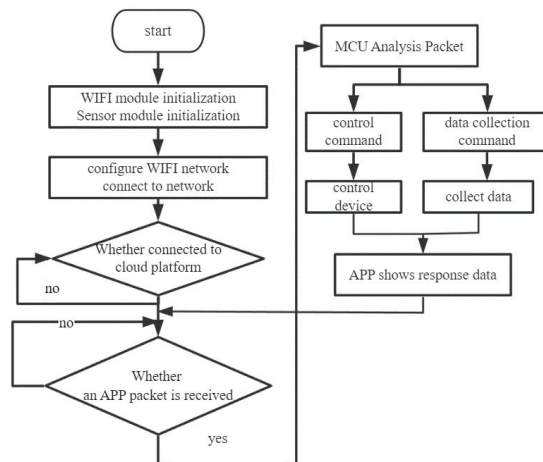 start
WIFI module initialization
Sensor module initialization
configure WIFI network
connect to network
Whether connected to
cloud platform
no
no
Whether
an APP packet is received
yes
MCU Analysis Packet
control
command
data collection
command
control
device
collect data
APP shows response data